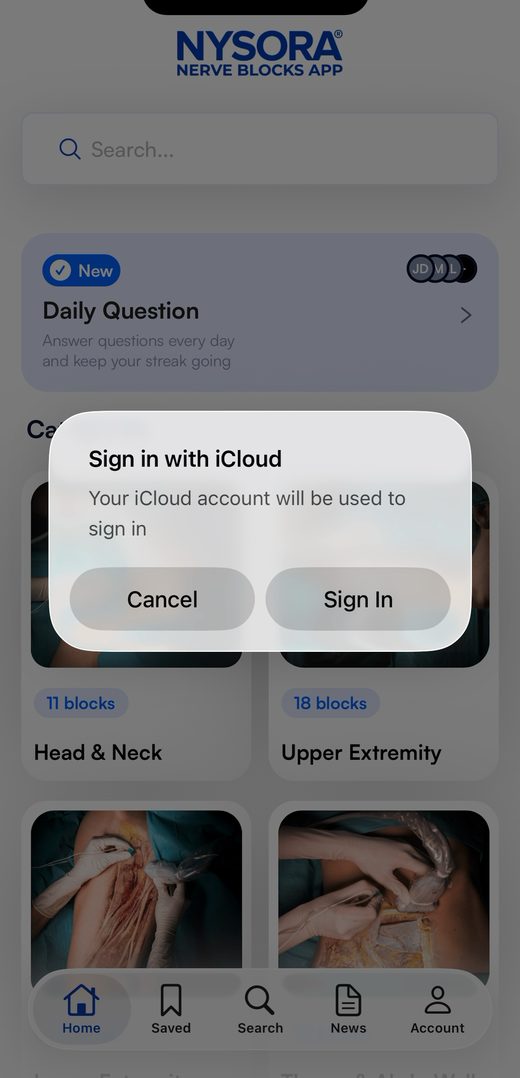 NYSORA®
NERVE BLOCKS APP
Search...
New
JD M L
Daily Question
Answer questions every day
and keep your streak going
Sign in with iCloud
Your iCloud account will be used to
sign in
Cancel
Sign In
11 blocks
18 blocks
Head & Neck
Upper Extremity
Home
Saved
Search
News
Account